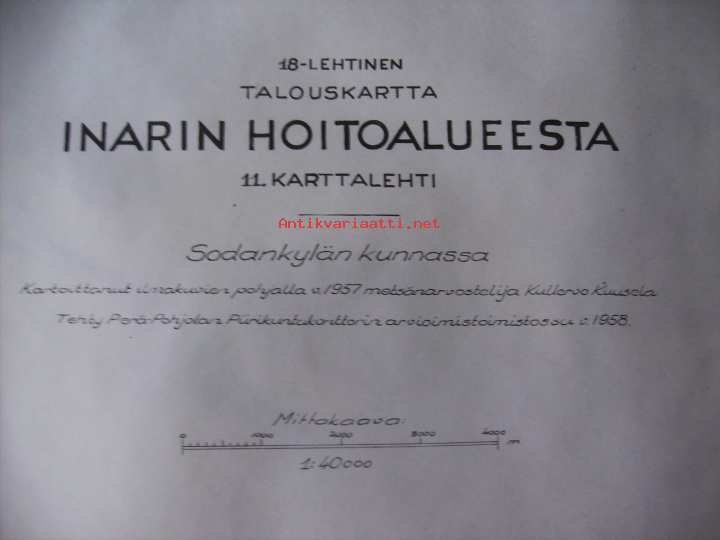 18-LEHTINEN
TALOUSKARTTA
INARIN HOITOALUEESTA
11. KARTTALEHTI
Antikvariaatti.net
Sodankylän kunnassa
Kartoittanut ilmakuvien pohjalla v. 1957 metsänarvostelija Kullervo Kuusela
Tehty Perä-Pohjolan Piirikuntakonttorin arvioimistoimistossa v. 1958.
Mittakaava:
0 1000 2000 3000 4000 m
1:40000